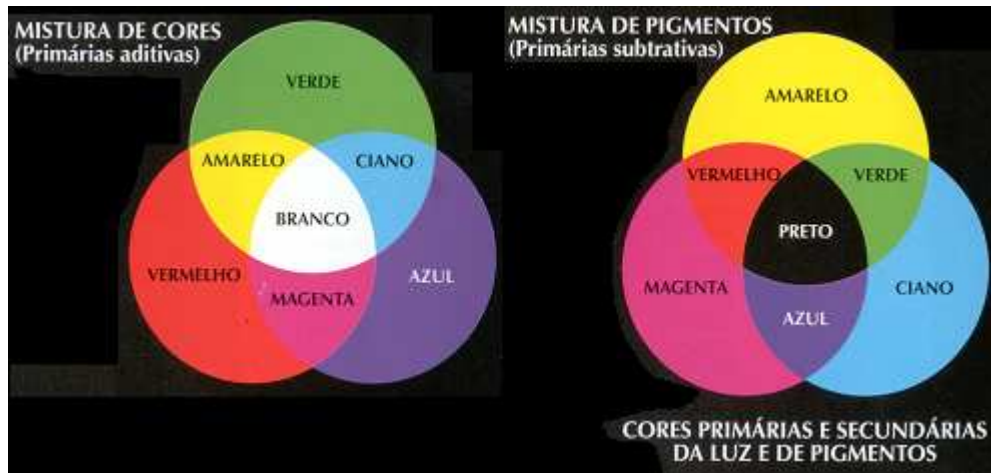 MISTURA DE CORES
(Primárias aditivas)
VERDE
AMARELO
CIANO
BRANCO
VERMELHO
AZUL
MAGENTA
MISTURA DE PIGMENTOS
(Primárias subtrativas)
AMARELO
VERMELHO
VERDE
PRETO
MAGENTA
CIANO
AZUL
CORES PRIMÁRIAS E SECUNDÁRIAS
DA LUZ E DE PIGMENTOS